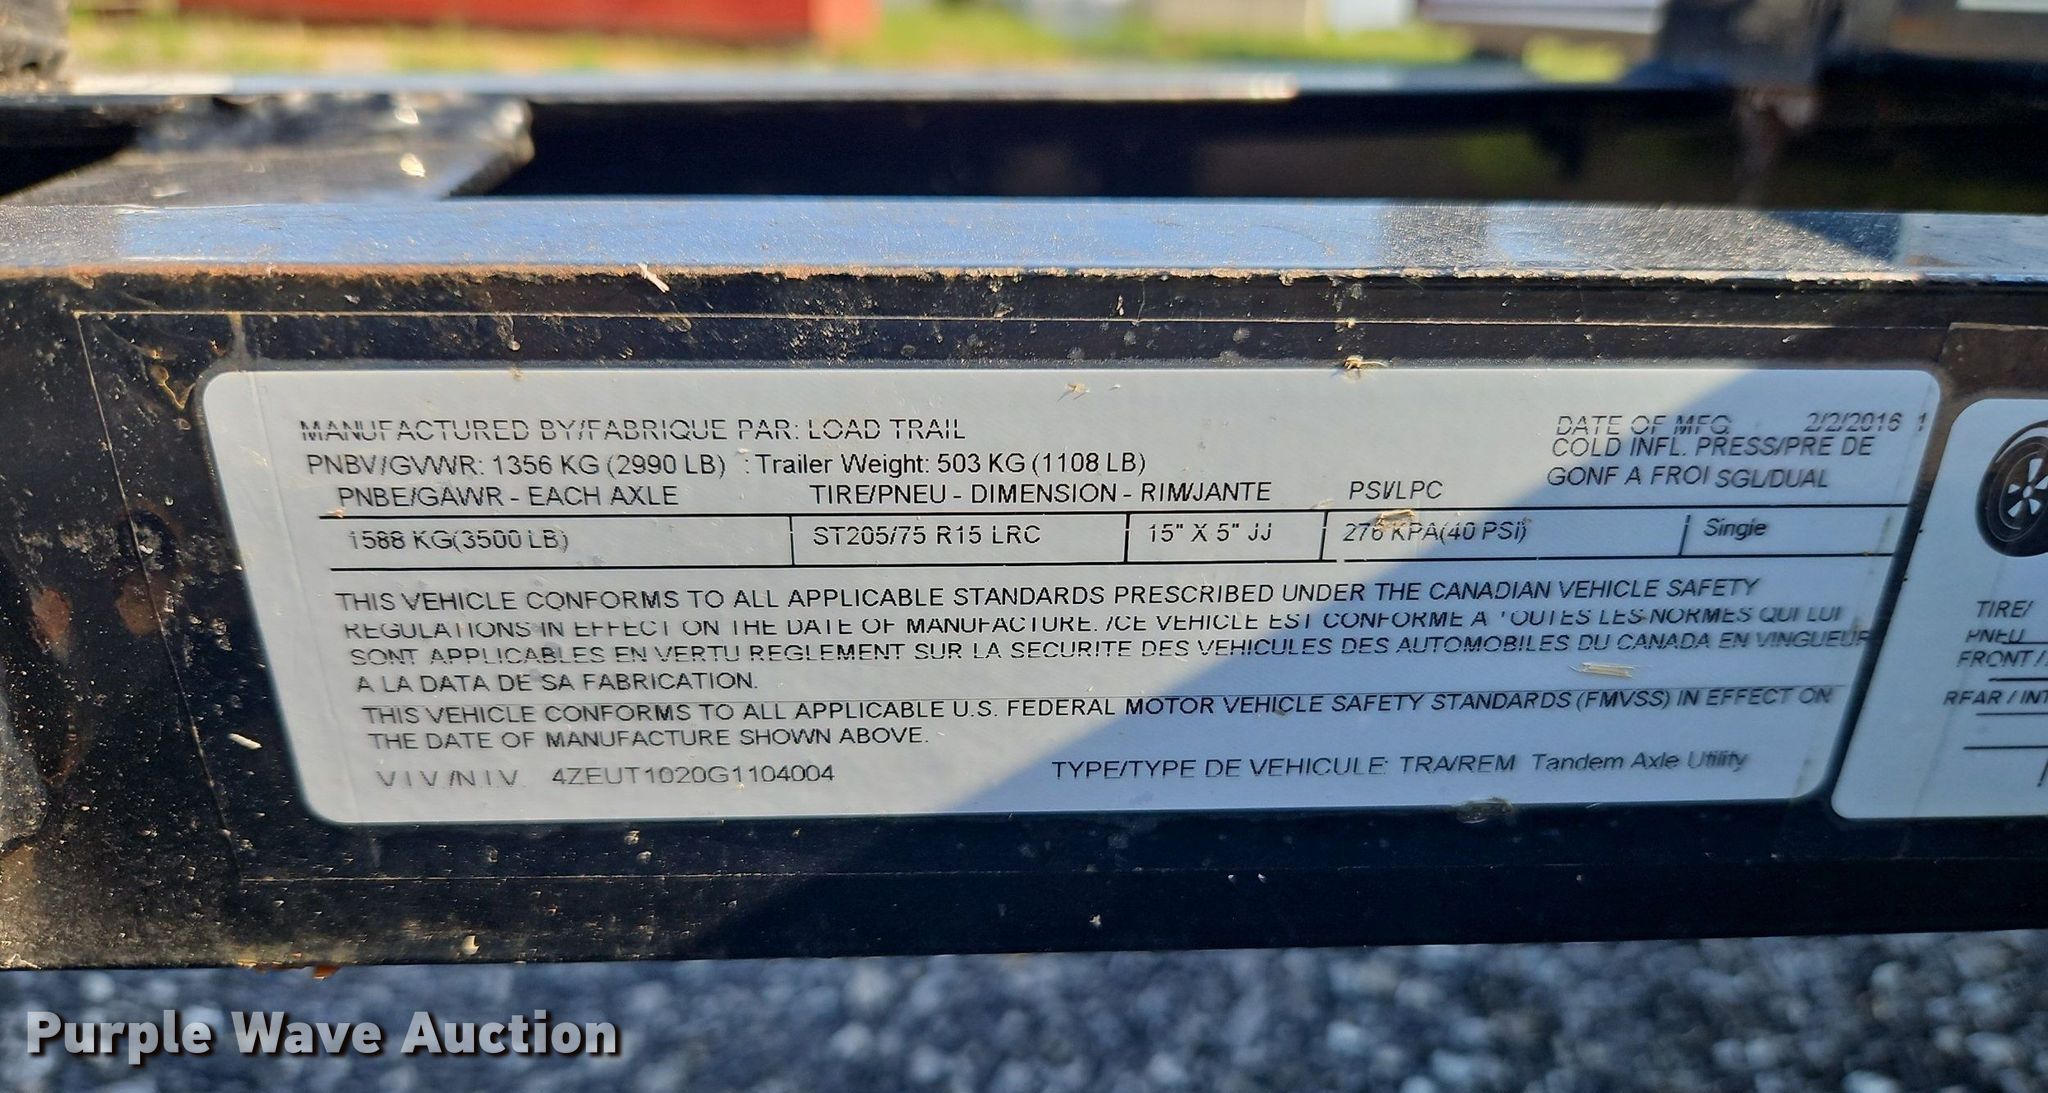 MANUFACTURED BY/FABRIQUE PAR: LOAD TRAIL DATE OF MFG. 2/2/2016 1
COLD INFL. PRESS/PRE DE
PNBV/GVWR: 1356 KG (2990 LB) : Trailer Weight: 503 KG (1108 LB)
GONF A FROI SGL/DUAL
PNBE/GAWR - EACH AXLE TIRE/PNEU - DIMENSION - RIM/JANTE PSI/LPC
1588 KG(3500 LB) ST205/75 R15 LRC 15" X 5" JJ 276 KPA(40 PSI) Single
THIS VEHICLE CONFORMS TO ALL APPLICABLE STANDARDS PRESCRIBED UNDER THE CANADIAN VEHICLE SAFETY
REGULATIONS IN EFFECT ON THE DATE OF MANUFACTURE. /CE VEHICLE EST CONFORME A TOUTES LES NORMES QUI LUI
SONT APPLICABLES EN VERTU REGLEMENT SUR LA SECURITE DES VEHICULES DES AUTOMOBILES DU CANADA EN VINGUEUR
A LA DATA DE SA FABRICATION.
THIS VEHICLE CONFORMS TO ALL APPLICABLE U.S. FEDERAL MOTOR VEHICLE SAFETY STANDARDS (FMVSS) IN EFFECT ON
THE DATE OF MANUFACTURE SHOWN ABOVE.
V.I.V./N.I.V. 4ZEUT1020G1104004 TYPE/TYPE DE VEHICULE: TRA/REM Tandem Axle Utility
TIRE/
PNEU
FRONT /
REAR / INT
Purple Wave Auction